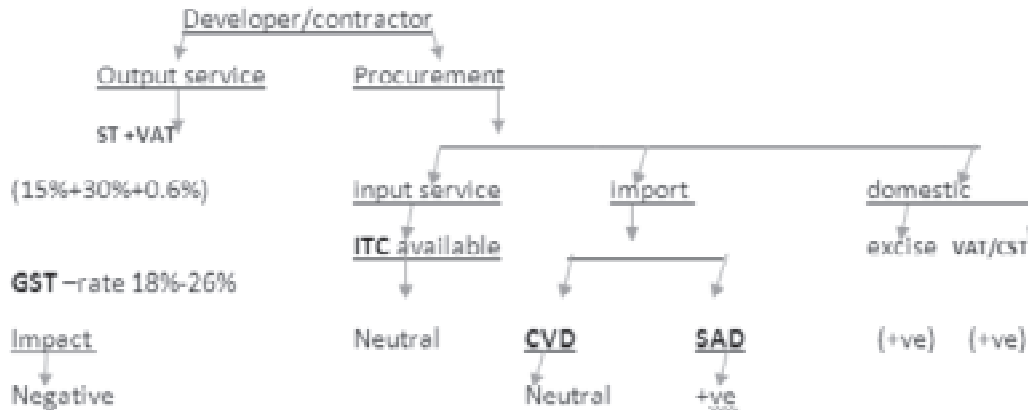 Developer/contractor
Output service Procurement
ST +VAT
(15%+30%+0.6%) input service import domestic
ITC available excise VAT/CST
GST –rate 18%-26%
Impact Neutral CVD SAD (+ve) (+ve)
Negative Neutral +ve